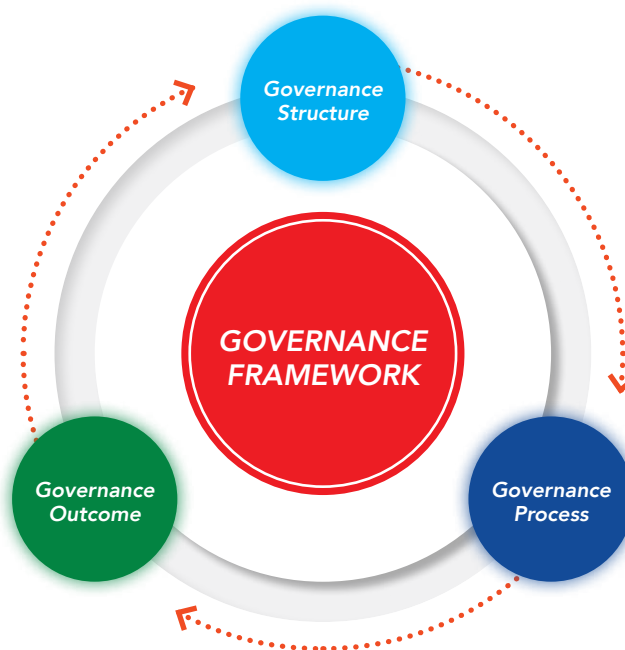 Governance
Structure
GOVERNANCE
FRAMEWORK
Governance
Outcome
Governance
Process